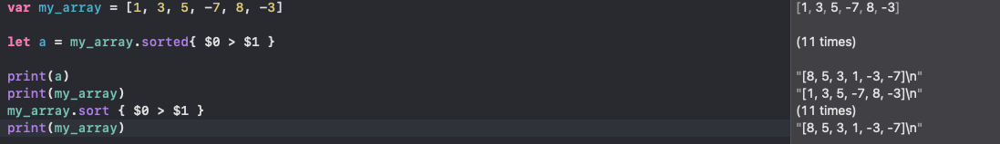 var my_array = [1, 3, 5, -7, 8, -3] [1, 3, 5, -7, 8, -3]
let a = my_array.sorted{ $0 > $1 } (11 times)
print(a) "[8, 5, 3, 1, -3, -7]\n"
print(my_array) "[1, 3, 5, -7, 8, -3]\n"
my_array.sort { $0 > $1 } (11 times)
print(my_array) "[8, 5, 3, 1, -3, -7]\n"